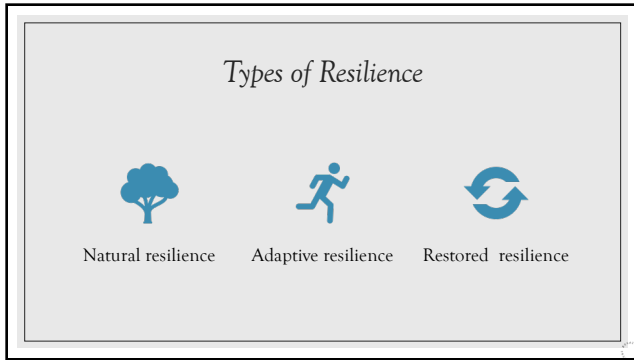 Types of Resilience
Natural resilience
Adaptive resilience
Restored  resilience